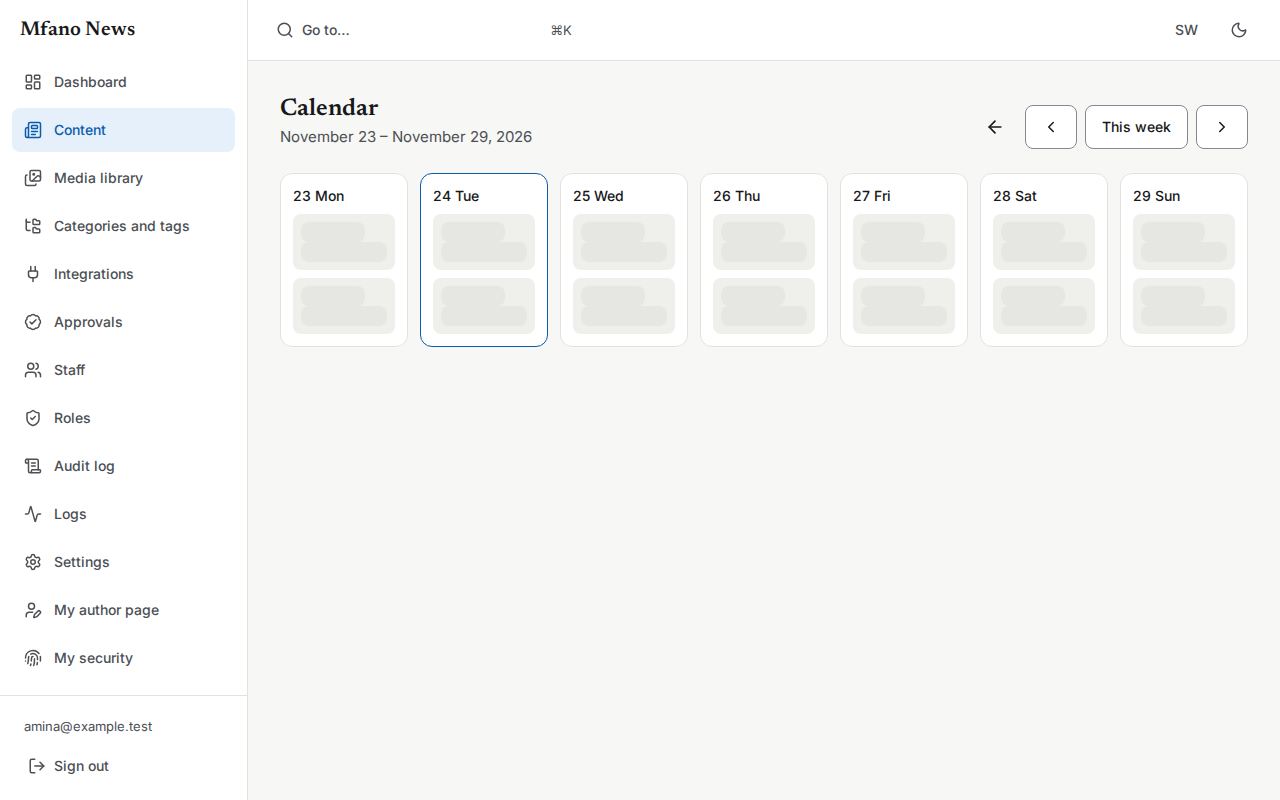 Mfano News
Go to...
⌘K
SW
Dashboard
Content
Media library
Categories and tags
Integrations
Approvals
Staff
Roles
Audit log
Logs
Settings
My author page
My security
amina@example.test
Sign out
Calendar
November 23 – November 29, 2026
This week
23 Mon
24 Tue
25 Wed
26 Thu
27 Fri
28 Sat
29 Sun